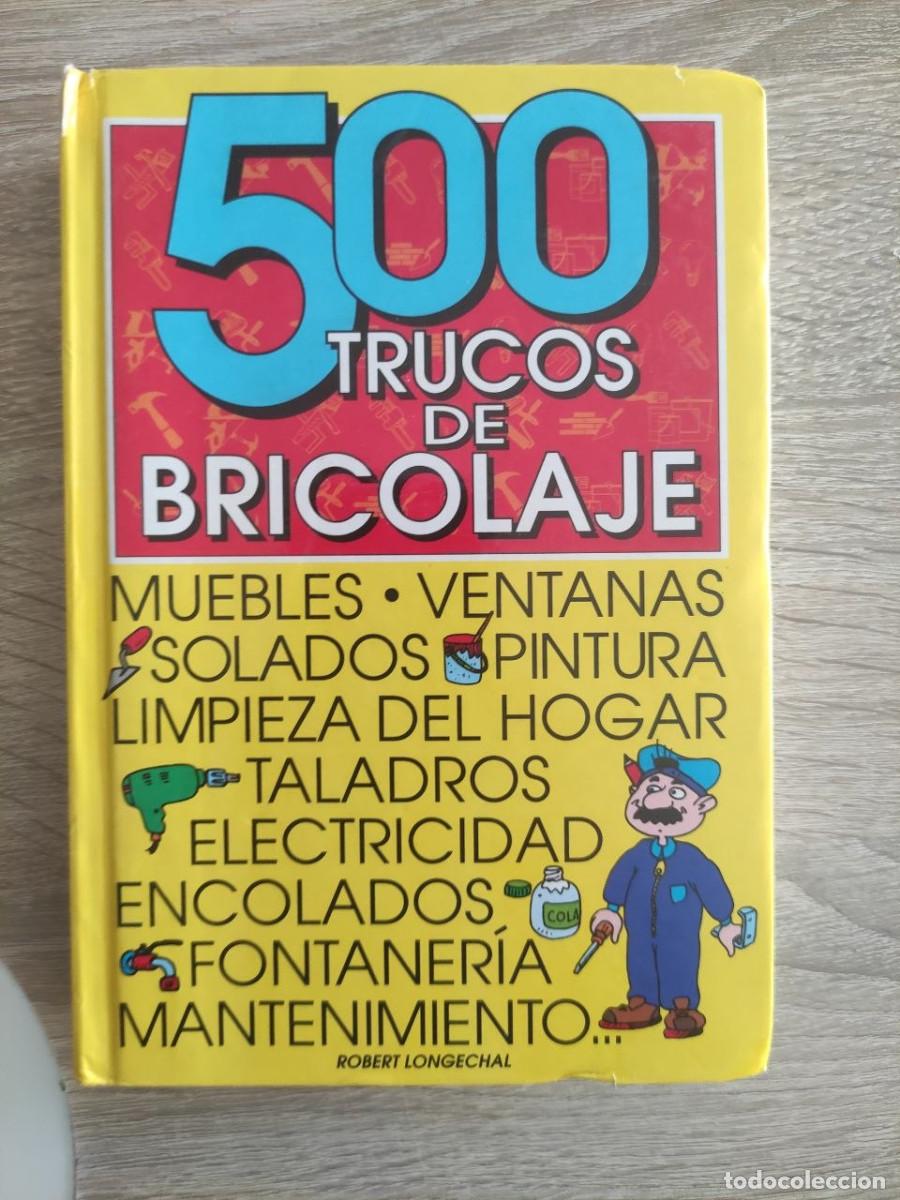 500
TRUCOS
DE
BRICOLAJE
MUEBLES • VENTANAS
SOLADOS PINTURA
LIMPIEZA DEL HOGAR
TALADROS
ELECTRICIDAD
ENCOLADOS
COLA
FONTANERÍA
MANTENIMIENTO...
ROBERT LONGECHAL
todocoleccion